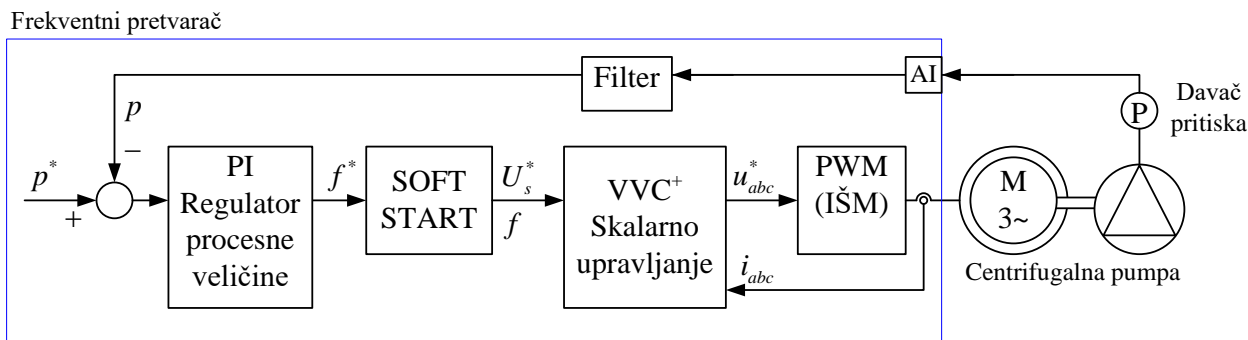 Frekventni pretvarač
Filter
AI
P
Davač
pritiska
p
−
p*
+
PI
Regulator
procesne
veličine
f*
SOFT
START
U*s
f
VVC+
Skalarno
upravljanje
u*abc
iabc
PWM
(IŠM)
M
3~
Centrifugalna pumpa